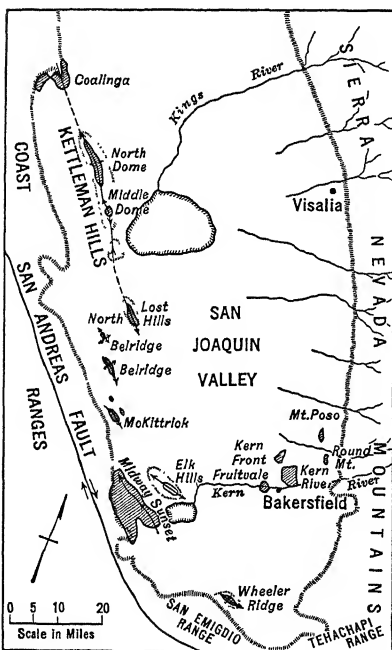 Coalinga
Kings River
SIERRA NEVADA MOUNTAINS
COAST RANGES
KETTLEMAN HILLS
North
Dome
Middle
Dome
Visalia
SAN ANDREAS FAULT
Lost
Hills
North
Belridge
Belridge
SAN
JOAQUIN
VALLEY
McKittrick
Mt. Poso
Kern
Front
Round
Mt.
Elk
Hills
Fruitvale
Kern
River
Kern River
Midway Sunset
Bakersfield
Wheeler
Ridge
0 10 20
Scale in Miles
SAN EMIGDIO
RANGE
TEHACHAPI
RANGE